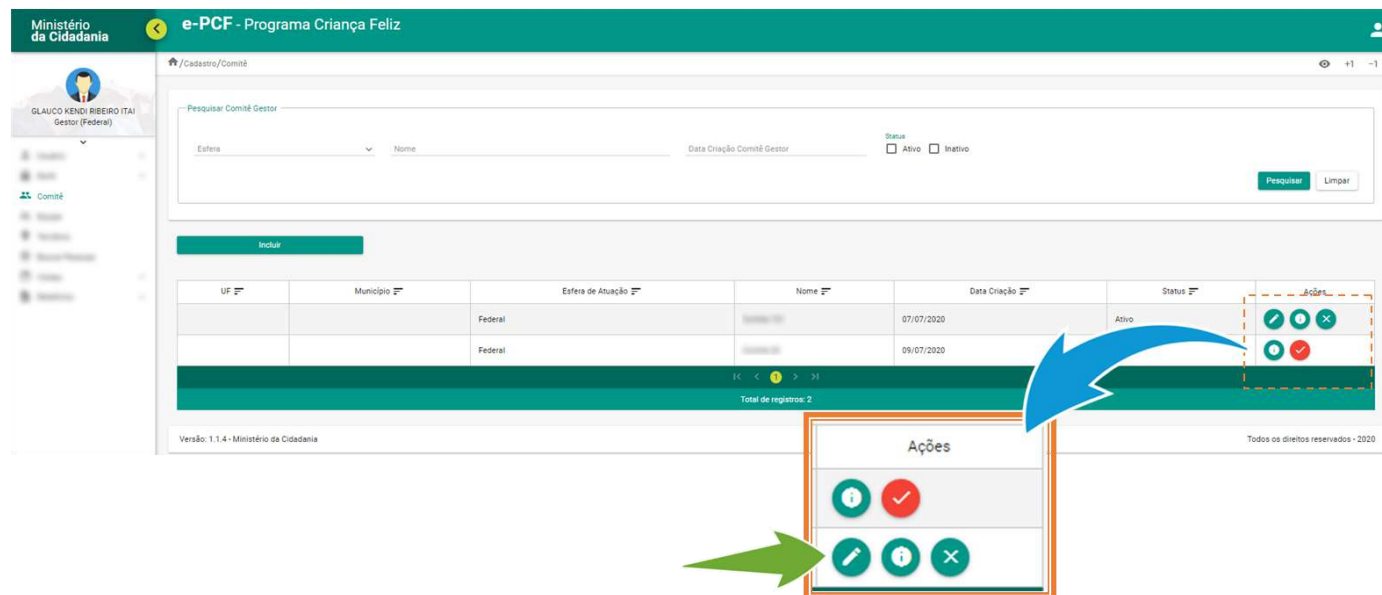 Ministério
da Cidadania
e-PCF - Programa Criança Feliz
/Cadastro/Comitê
+1 -1
GLAUCO KENDI RIBEIRO ITAI
Gestor (Federal)
Comitê
Pesquisar Comitê Gestor
Esfera
Nome
Data Criação Comitê Gestor
Status
Ativo
Inativo
Pesquisar
Limpar
Incluir
UF Município Esfera de Atuação Nome Data Criação Status Ações
Federal 07/07/2020 Ativo
Federal 09/07/2020
|< < 1 > >|
Total de registros: 2
Versão: 1.1.4 - Ministério da Cidadania
Todos os direitos reservados - 2020
Ações